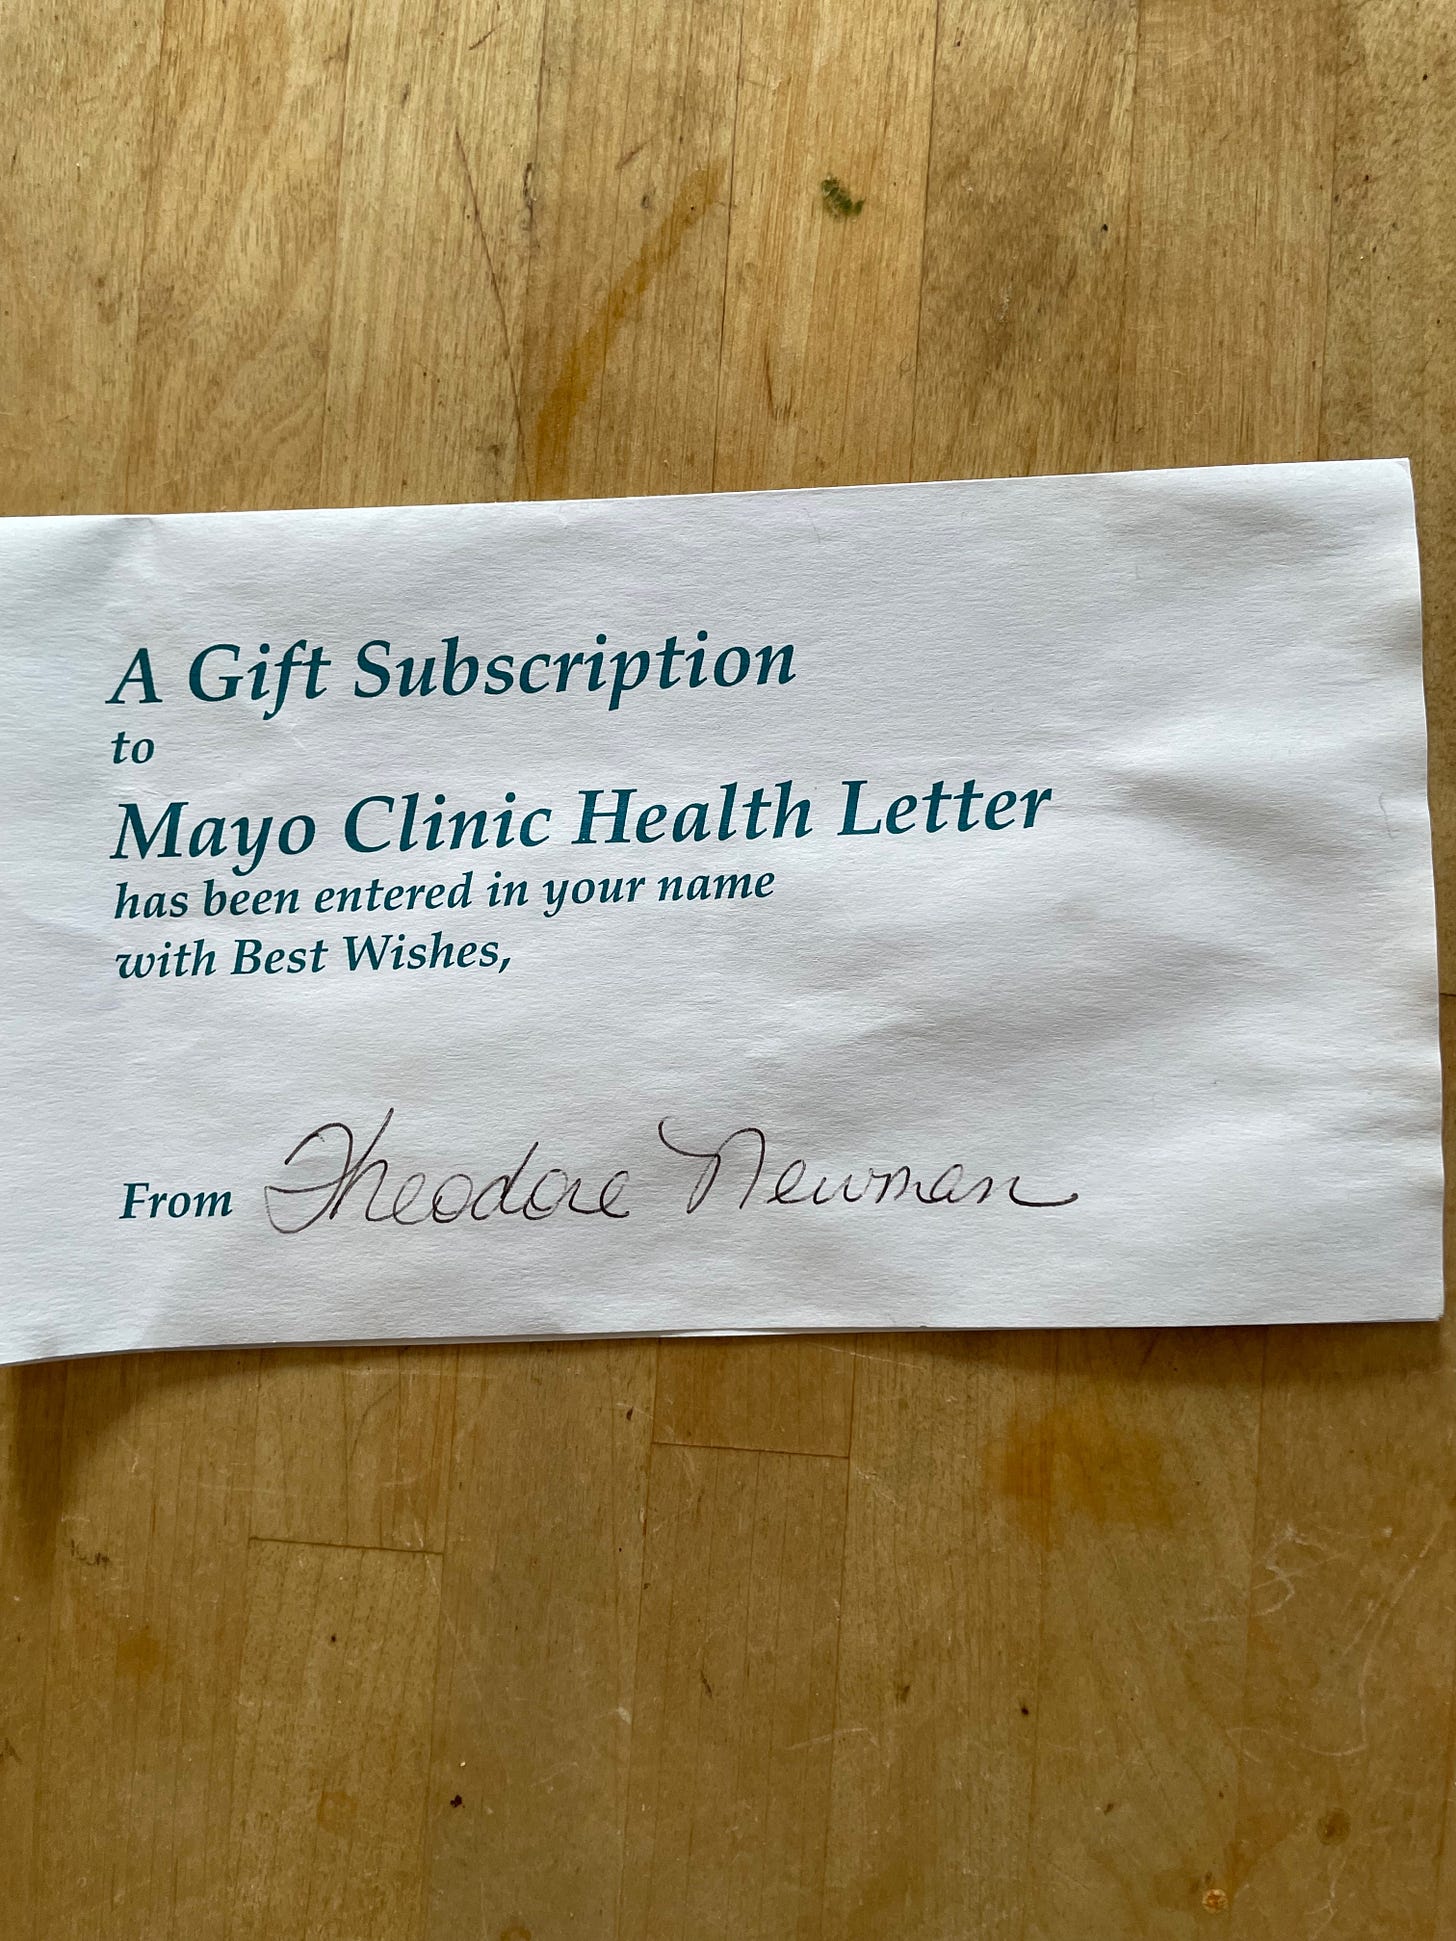 A Gift Subscription
to
Mayo Clinic Health Letter
has been entered in your name
with Best Wishes,
From Theodore Newman